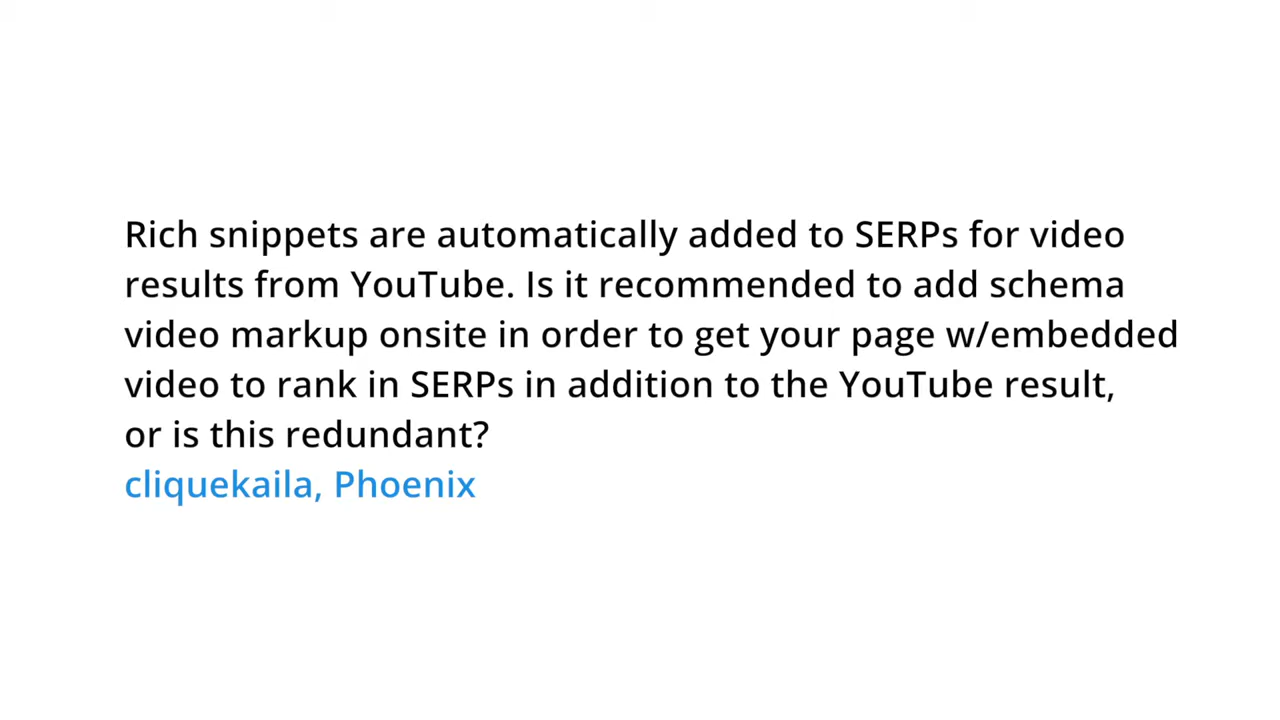 Rich snippets are automatically added to SERPs for video
results from YouTube. Is it recommended to add schema
video markup onsite in order to get your page w/embedded
video to rank in SERPs in addition to the YouTube result,
or is this redundant?
cliquekaila, Phoenix